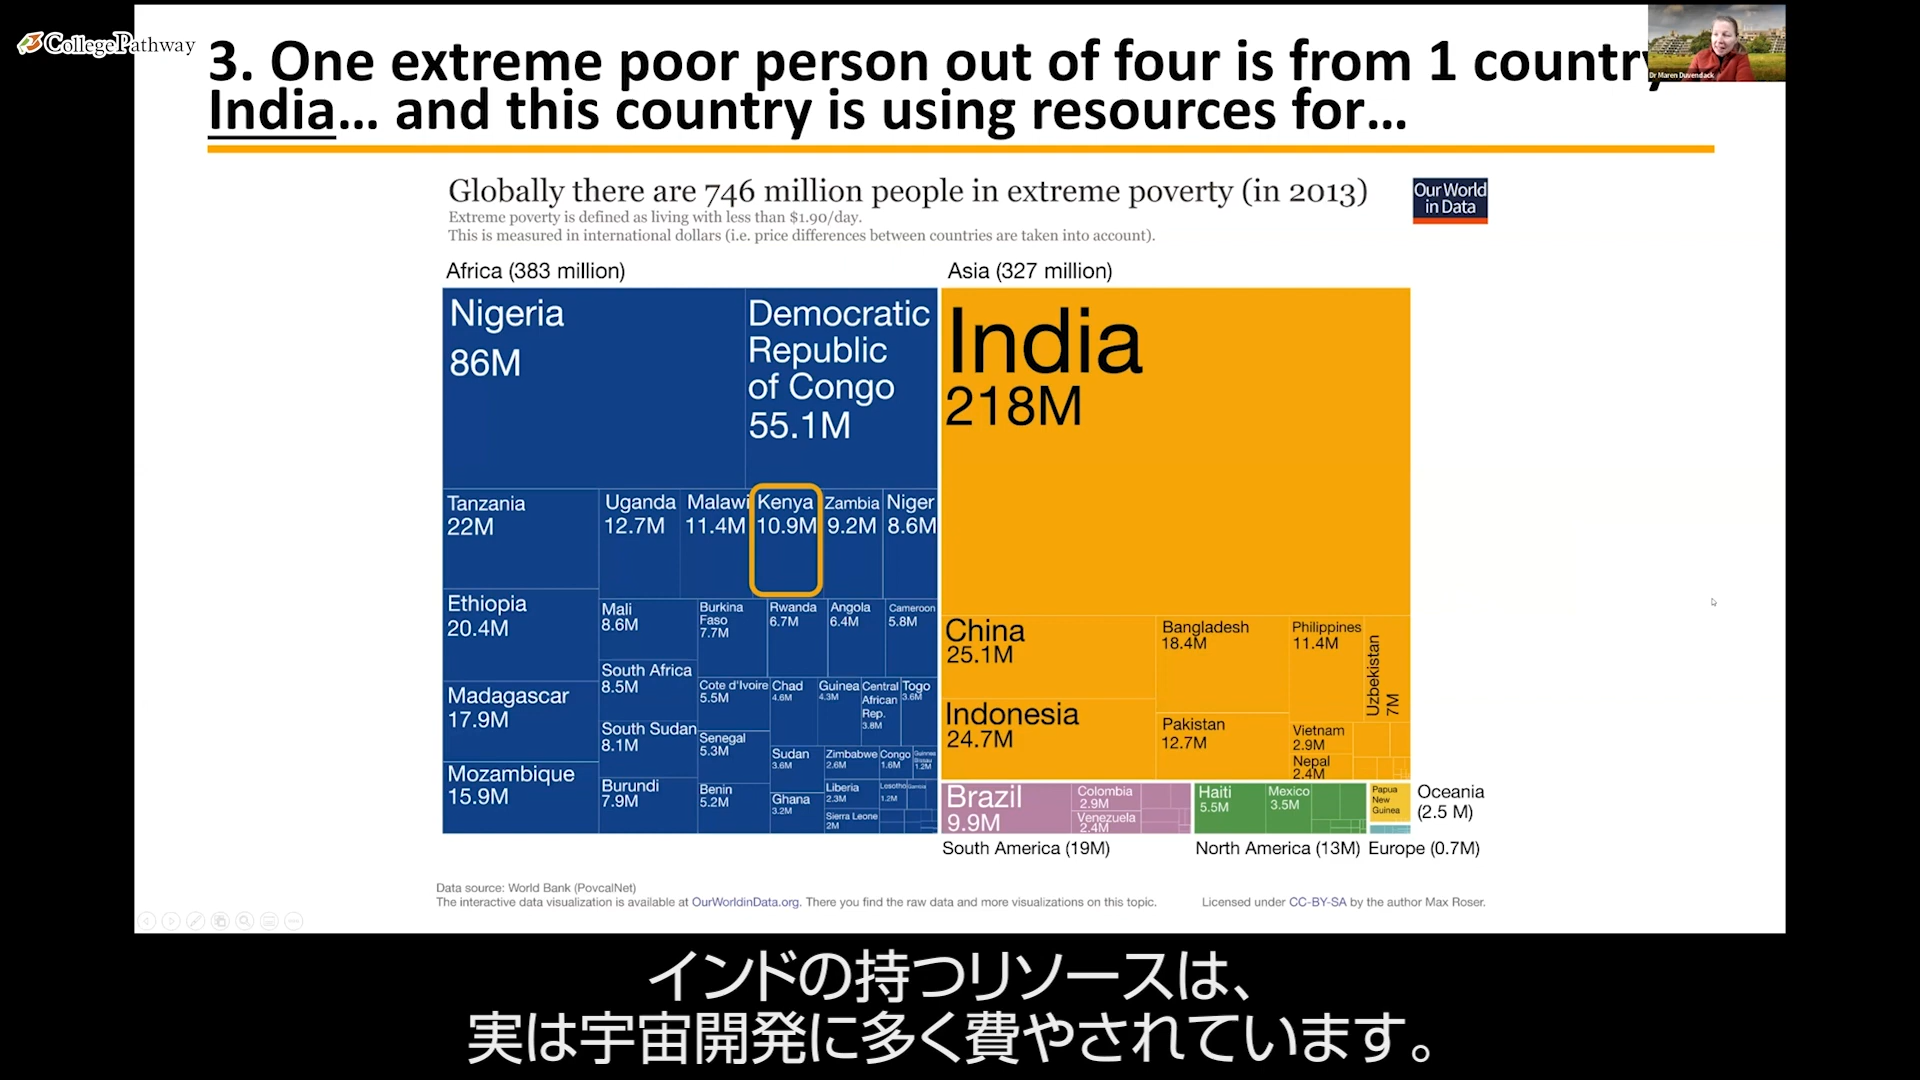 CollegePathway
3. One extreme poor person out of four is from 1 country
India… and this country is using resources for…
Dr Maren Duvendack
Globally there are 746 million people in extreme poverty (in 2013)
Extreme poverty is defined as living with less than $1.90/day.
This is measured in international dollars (i.e. price differences between countries are taken into account).
Our World
in Data
Africa (383 million)
Asia (327 million)
Nigeria
86M
Democratic
Republic
of Congo
55.1M
India
218M
Tanzania
22M
Uganda
12.7M
Malawi
11.4M
Kenya
10.9M
Zambia
9.2M
Niger
8.6M
Ethiopia
20.4M
Mali
8.6M
Burkina
Faso
7.7M
Rwanda
6.7M
Angola
6.4M
Cameroon
5.8M
South Africa
8.5M
Cote d'Ivoire
5.5M
Chad
4.6M
Guinea
4.3M
Central
African
Rep.
3.8M
Togo
3.6M
Madagascar
17.9M
South Sudan
8.1M
Senegal
5.3M
Sudan
3.6M
Zimbabwe
2.6M
Congo
1.6M
Guinea
Bissau
1.2M
Mozambique
15.9M
Burundi
7.9M
Benin
5.2M
Ghana
3.2M
Liberia
2.3M
Lesotho
1.2M
Gambia
Sierra Leone
2M
China
25.1M
Bangladesh
18.4M
Philippines
11.4M
Uzbekistan
7M
Indonesia
24.7M
Pakistan
12.7M
Vietnam
2.9M
Nepal
2.4M
Brazil
9.9M
Colombia
2.9M
Venezuela
2.4M
Haiti
5.5M
Mexico
3.5M
Papua
New
Guinea
Oceania
(2.5 M)
South America (19M)
North America (13M)
Europe (0.7M)
Data source: World Bank (PovcalNet)
The interactive data visualization is available at OurWorldinData.org. There you find the raw data and more visualizations on this topic.
Licensed under CC-BY-SA by the author Max Roser.
インドの持つリソースは、
実は宇宙開発に多く費やされています。